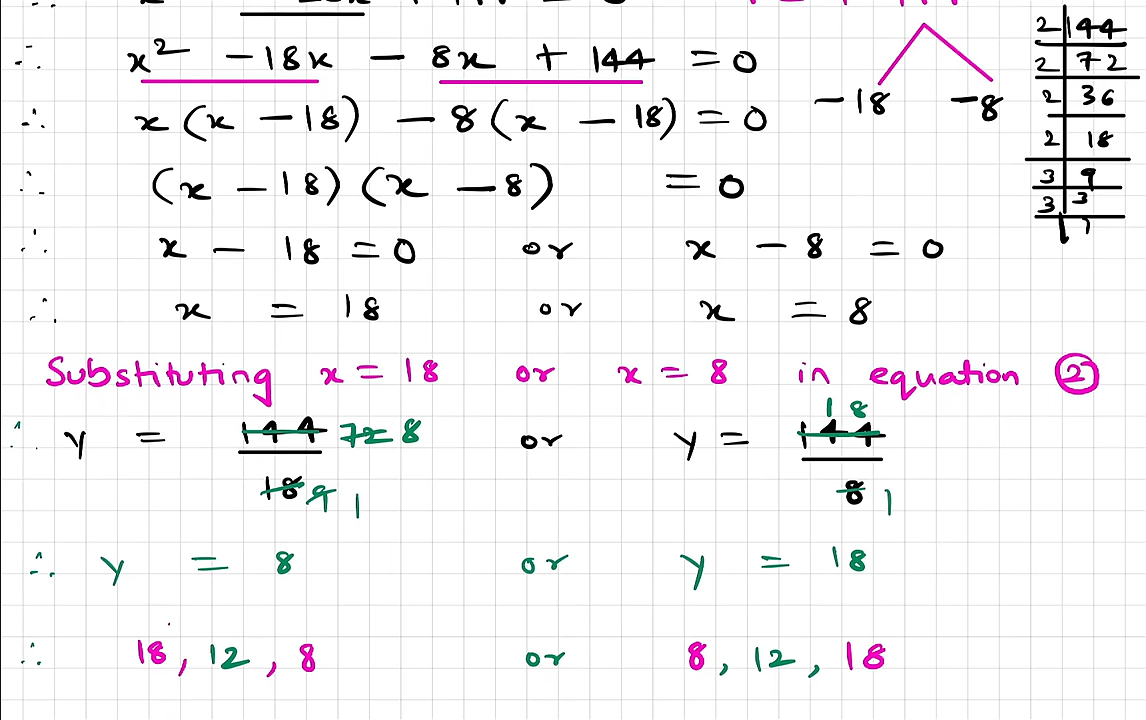 ∴ x² - 18x - 8x + 144 = 0
∴ x(x - 18) - 8(x - 18) = 0
∴ (x - 18)(x - 8) = 0
∴ x - 18 = 0 or x - 8 = 0
∴ x = 18 or x = 8
-18 -8
2 | 144
2 | 72
2 | 36
2 | 18
3 | 9
3 | 3
| 1
Substituting x = 18 or x = 8 in equation ②
∴ y = 144/18 72 8 9 1 or y = 144/8 18 1
∴ y = 8 or y = 18
∴ 18, 12, 8 or 8, 12, 18